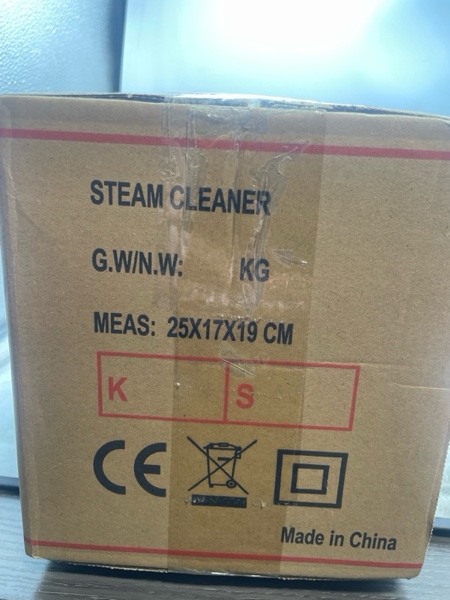 STEAM CLEANER
G.W/N.W: KG
MEAS: 25X17X19 CM
K S
CE
Made in China